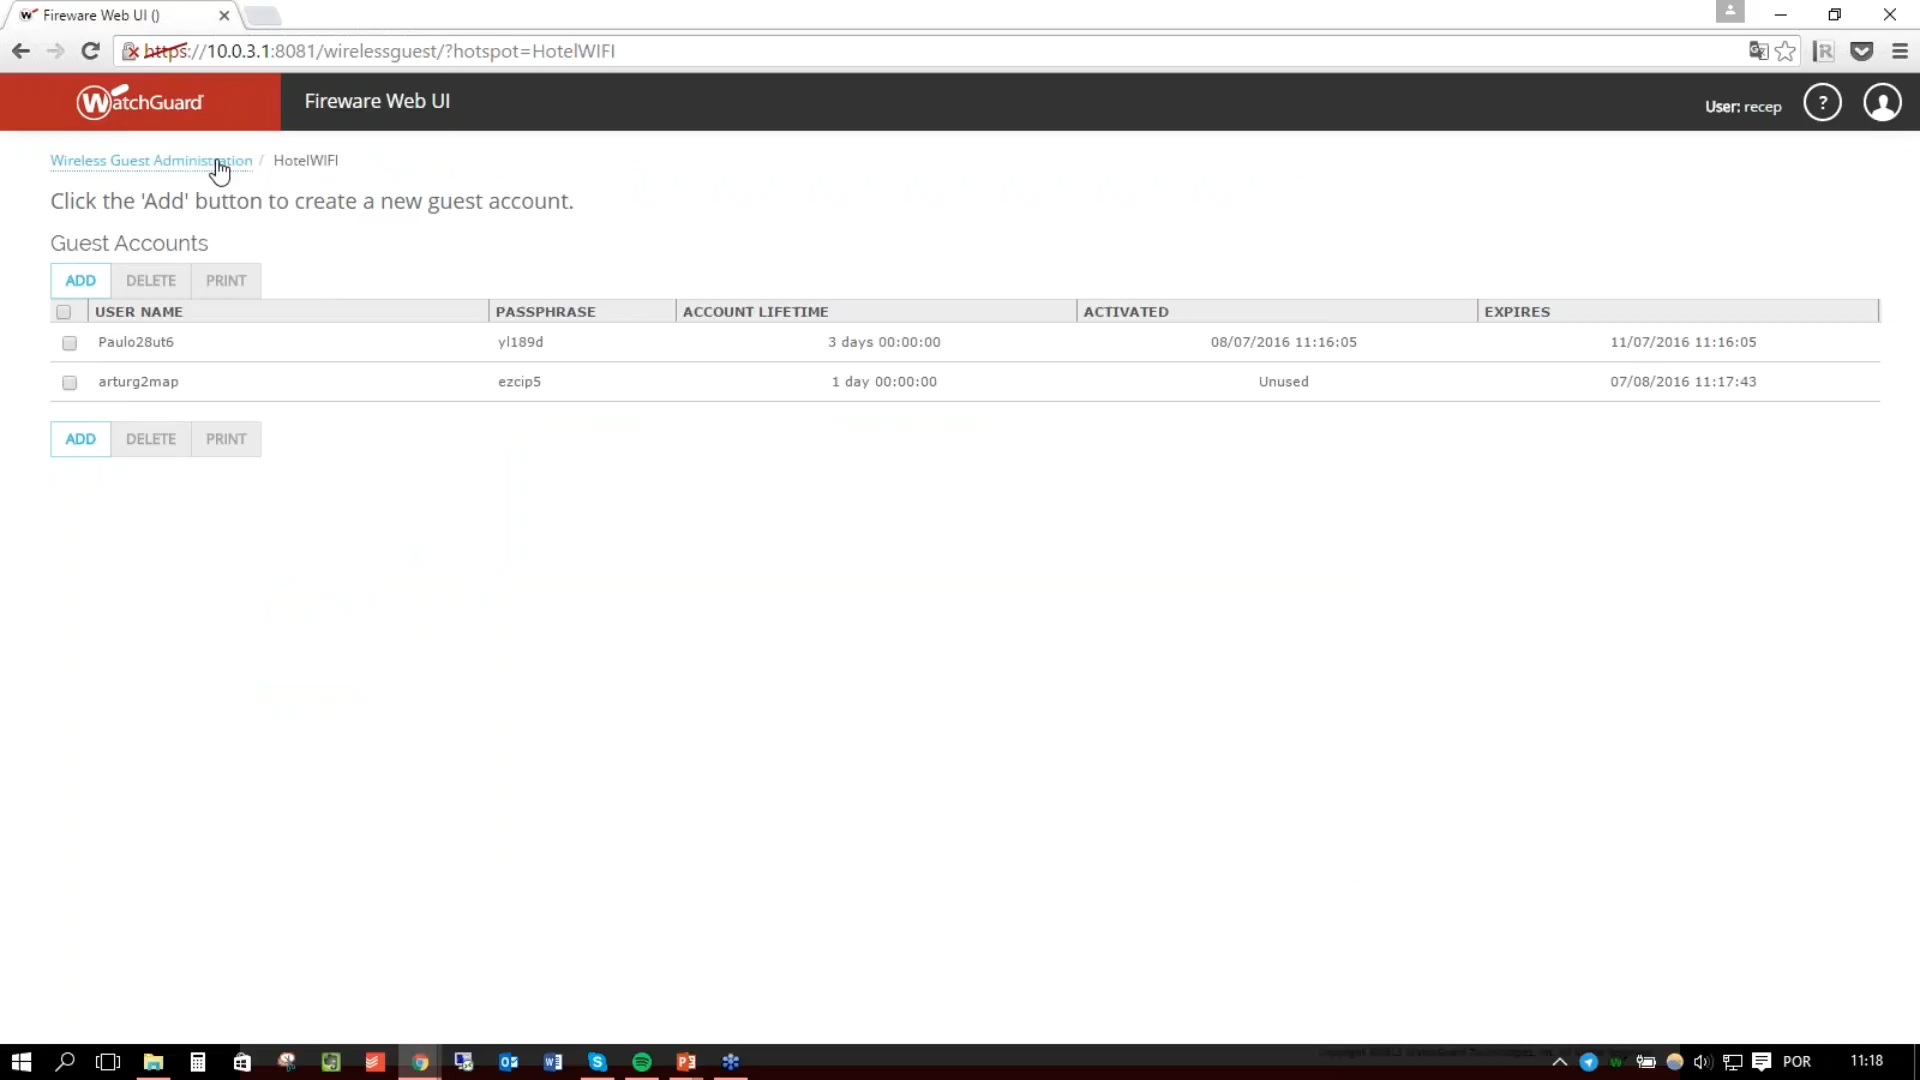 Fireware Web UI ()
https://10.0.3.1:8081/wirelessguest/?hotspot=HotelWIFI
WatchGuard
Fireware Web UI
User: recep
?
Wireless Guest Administration / HotelWIFI
Click the 'Add' button to create a new guest account.
Guest Accounts
ADD DELETE PRINT
USER NAME PASSPHRASE ACCOUNT LIFETIME ACTIVATED EXPIRES
Paulo28ut6 yl189d 3 days 00:00:00 08/07/2016 11:16:05 11/07/2016 11:16:05
arturg2map ezcip5 1 day 00:00:00 Unused 07/08/2016 11:17:43
ADD DELETE PRINT
POR 11:18